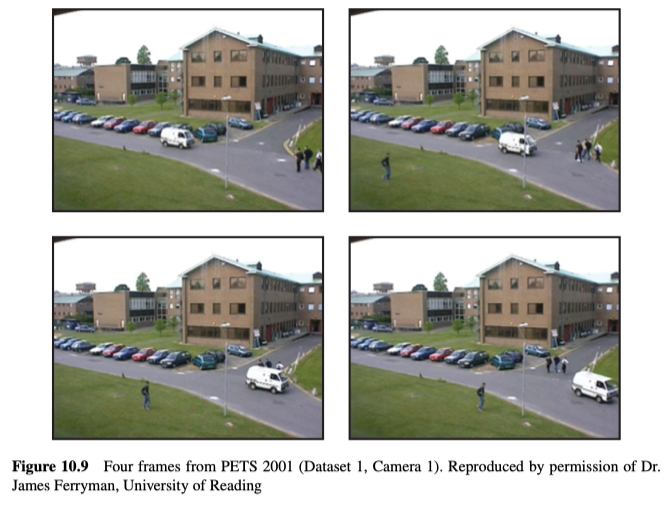 Figure 10.9 Four frames from PETS 2001 (Dataset 1, Camera 1). Reproduced by permission of Dr.
James Ferryman, University of Reading